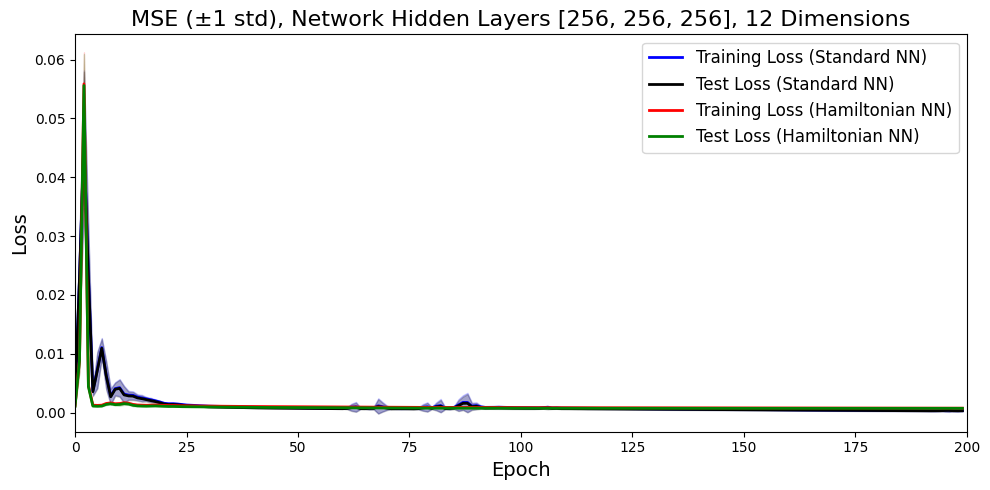 MSE (±1 std), Network Hidden Layers [256, 256, 256], 12 Dimensions
Training Loss (Standard NN)
Test Loss (Standard NN)
Training Loss (Hamiltonian NN)
Test Loss (Hamiltonian NN)
Loss
0.06
0.05
0.04
0.03
0.02
0.01
0.00
0 25 50 75 100 125 150 175 200
Epoch